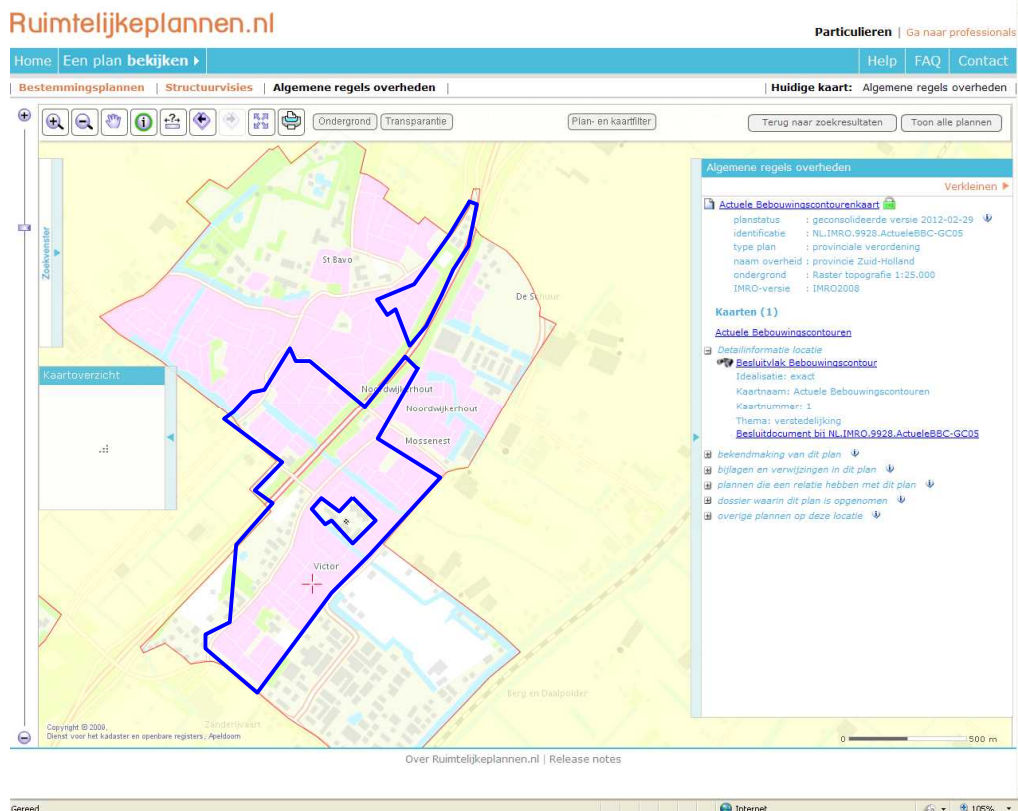 Ruimtelijkeplannen.nl
Particulieren | Ga naar professionals
Home Een plan bekijken
Help FAQ Contact
| Bestemmingsplannen | Structuurvisies | Algemene regels overheden |
| Huidige kaart: Algemene regels overheden |
Ondergrond Transparantie Plan- en kaartfilter Terug naar zoekresultaten Toon alle plannen
Zoekvenster
Kaartoverzicht
St Bavo
De Schuur
Noordwijkerhout
Noordwijkerhout
Mossenest
Victor
Berg en Daalpolder
Zanderijvaart
Copyright © 2009,
Dienst voor het kadaster en openbare registers, Apeldoorn
0 500 m
Algemene regels overheden
Verkleinen
Actuele Bebouwingscontourenkaart
planstatus : geconsolideerde versie 2012-02-29
identificatie : NL.IMRO.9928.ActueleBBC-GC05
type plan : provinciale verordening
naam overheid : provincie Zuid-Holland
ondergrond : Raster topografie 1:25.000
IMRO-versie : IMRO2008
Kaarten (1)
Actuele Bebouwingscontouren
Detailinformatie locatie
Besluitvlak Bebouwingscontour
Idealisatie: exact
Kaartnaam: Actuele Bebouwingscontouren
Kaartnummer: 1
Thema: verstedelijking
Besluitdocument bij NL.IMRO.9928.ActueleBBC-GC05
bekendmaking van dit plan
bijlagen en verwijzingen in dit plan
plannen die een relatie hebben met dit plan
dossier waarin dit plan is opgenomen
overige plannen op deze locatie
Over Ruimtelijkeplannen.nl | Release notes
Gereed
Internet
105%